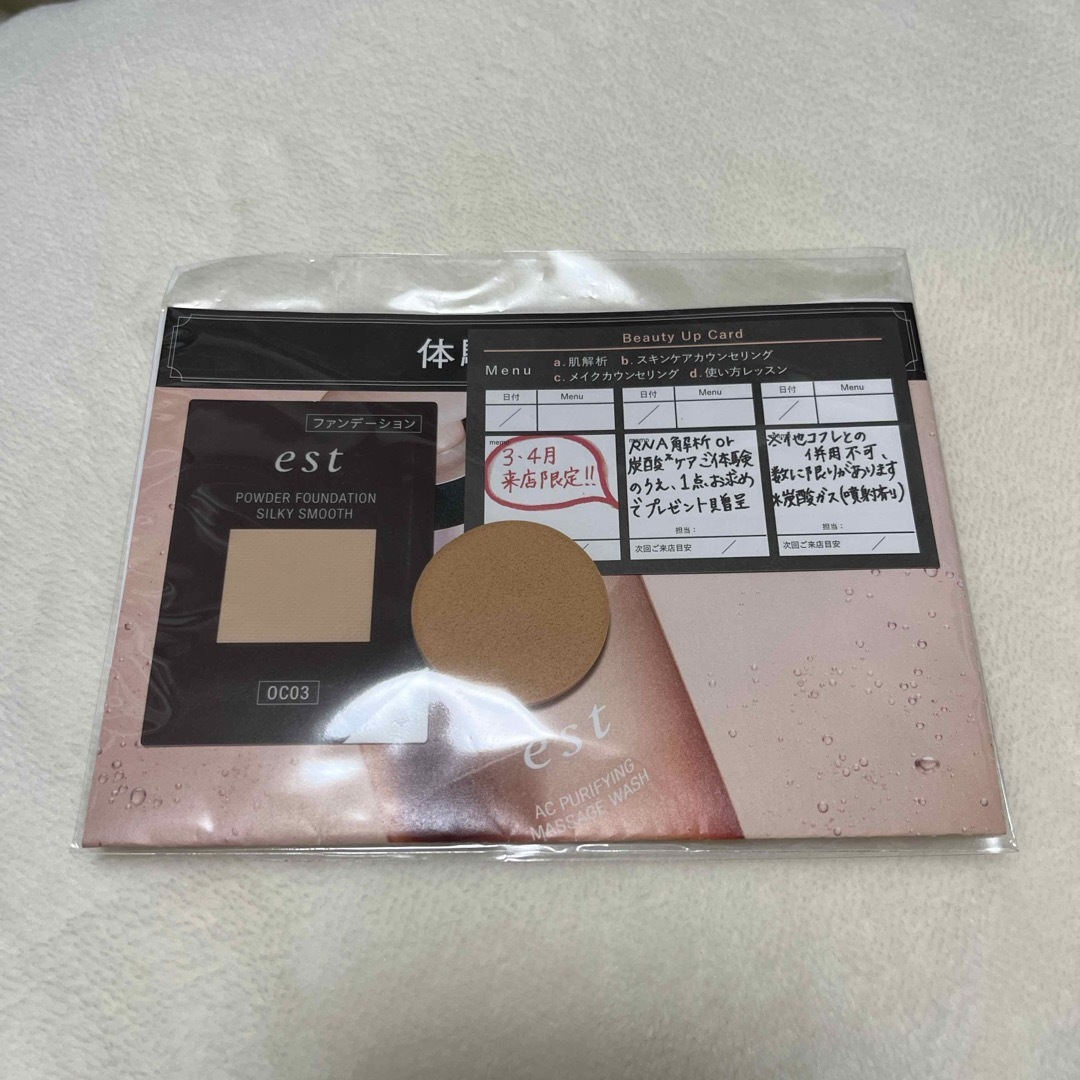 体
Beauty Up Card
Menu
a.肌解析 b.スキンケアカウンセリング
c.メイクカウンセリング d.使い方レッスン
日付 Menu
memo
3・4月
来店限定!!
日付 Menu
RNA解析or
炭酸*ケアご体験
のうえ、1点お求め
でプレゼント贈呈
担当:
次回ご来店目安
日付 Menu
※他コフレとの
併用不可、
数に限りがあります
*炭酸ガス(噴射剤)
担当:
次回ご来店目安
ファンデーション
est
POWDER FOUNDATION
SILKY SMOOTH
OC03
est
AC PURIFYING
MASSAGE WASH